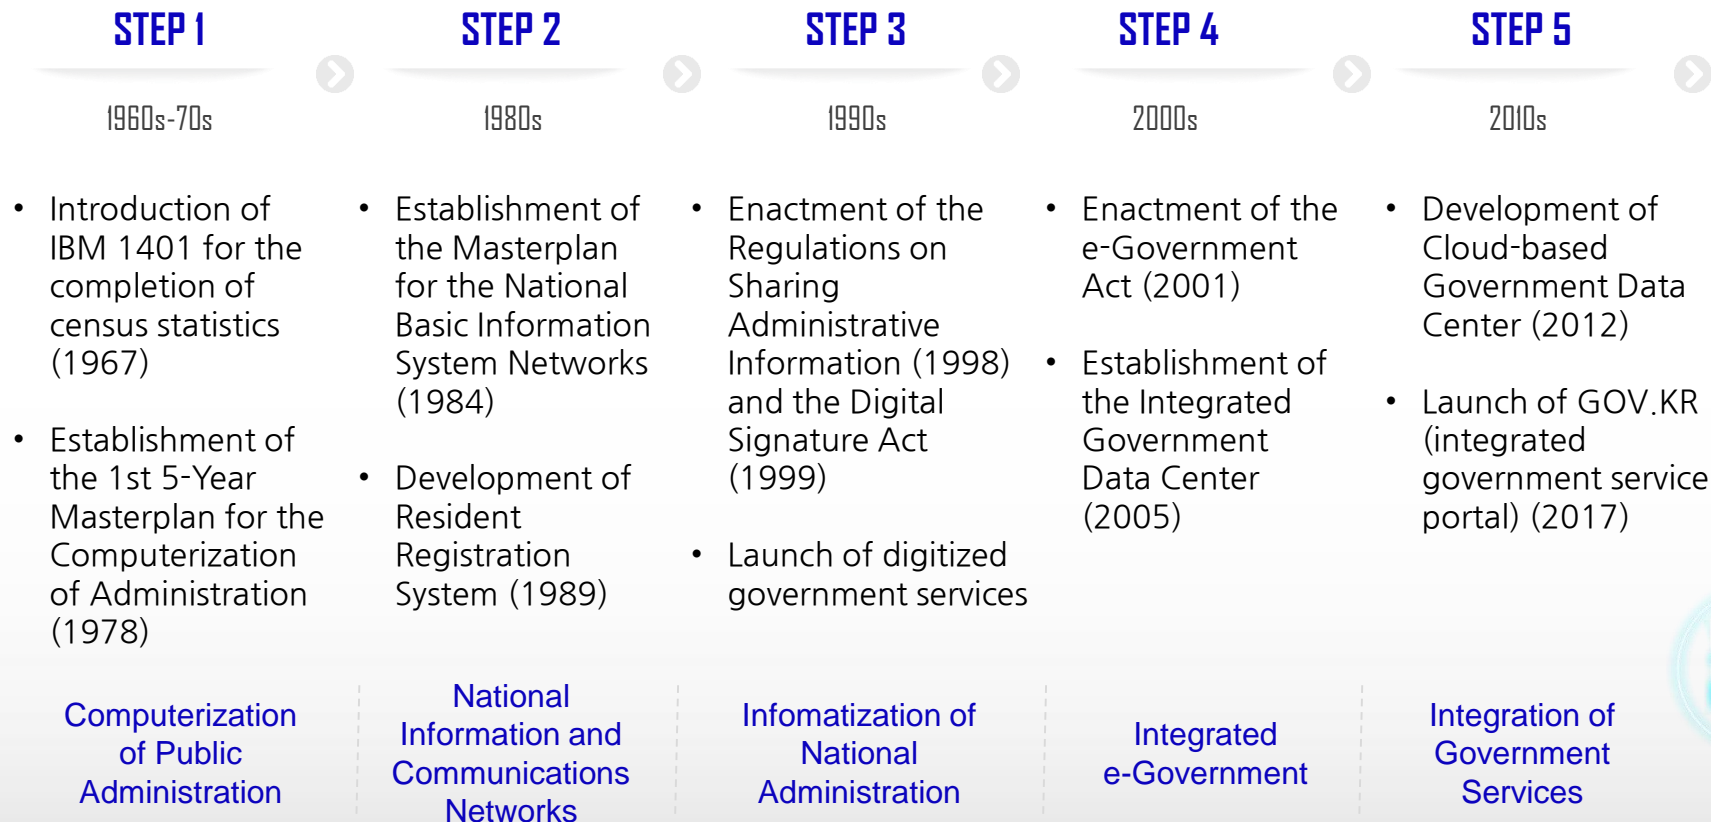 STEP 1
1960s-70s
• Introduction of
IBM 1401 for the
completion of
census statistics
(1967)
• Establishment of
the 1st 5-Year
Masterplan for the
Computerization
of Administration
(1978)
Computerization
of Public
Administration
STEP 2
1980s
• Establishment of
the Masterplan
for the National
Basic Information
System Networks
(1984)
• Development of
Resident
Registration
System (1989)
National
Information and
Communications
Networks
STEP 3
1990s
• Enactment of the
Regulations on
Sharing
Administrative
Information (1998)
and the Digital
Signature Act
(1999)
• Launch of digitized
government services
Infomatization of
National
Administration
STEP 4
2000s
• Enactment of the
e-Government
Act (2001)
• Establishment of
the Integrated
Government
Data Center
(2005)
Integrated
e-Government
STEP 5
2010s
• Development of
Cloud-based
Government Data
Center (2012)
• Launch of GOV.KR
(integrated
government service
portal) (2017)
Integration of
Government
Services